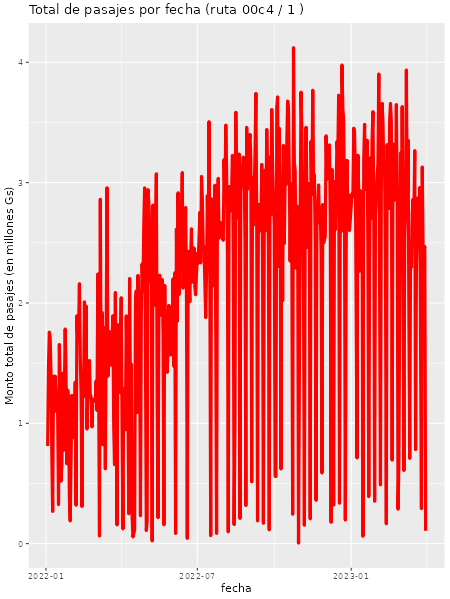 Total de pasajes por fecha (ruta 00c4 / 1 )
Monto total de pasajes (en millones Gs)
4
3
2
1
0
2022-01
2022-07
2023-01
fecha